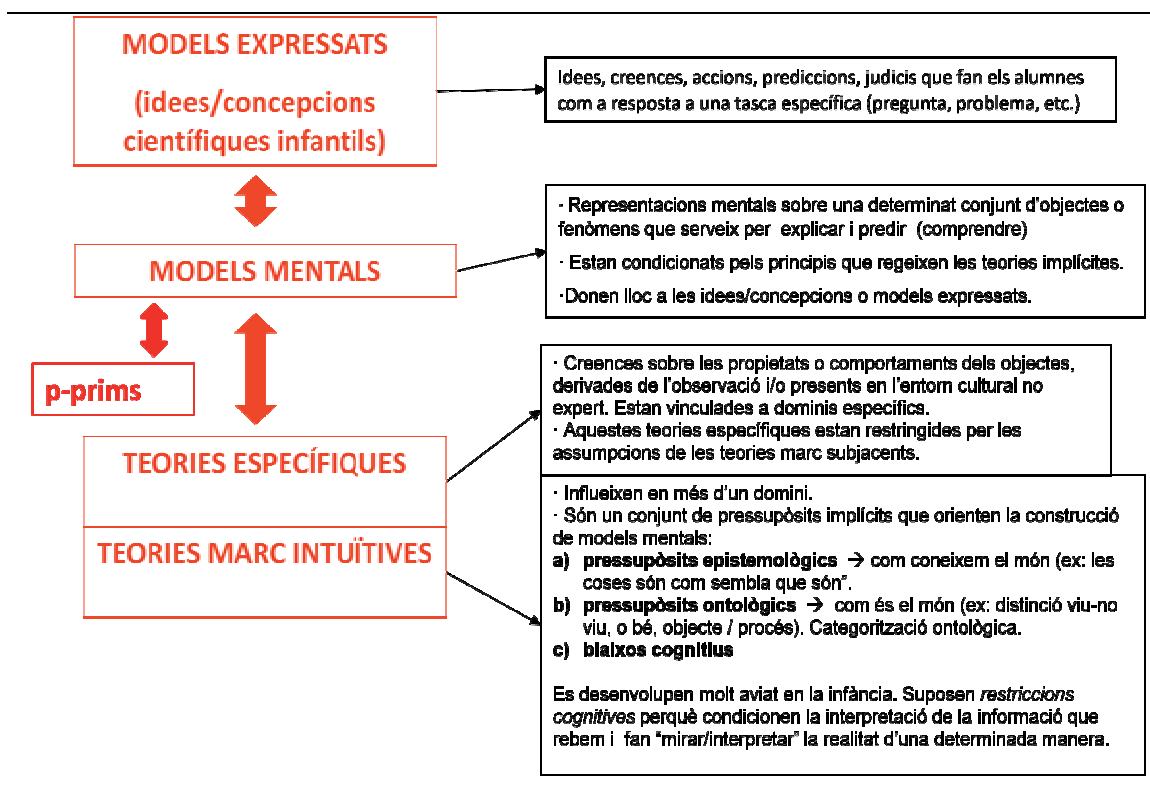 MODELS EXPRESSATS
(idees/concepcions
científiques infantils)
Idees, creences, accions, prediccions, judicis que fan els alumnes
com a resposta a una tasca específica (pregunta, problema, etc.)
MODELS MENTALS
· Representacions mentals sobre una determinat conjunt d'objectes o
fenòmens que serveix per explicar i predir (comprendre)
· Estan condicionats pels principis que regeixen les teories implícites.
·Donen lloc a les idees/concepcions o models expressats.
p-prims
TEORIES ESPECÍFIQUES
· Creences sobre les propietats o comportaments dels objectes,
derivades de l'observació i/o presents en l'entorn cultural no
expert. Estan vinculades a dominis específics.
· Aquestes teories específiques estan restringides per les
assumpcions de les teories marc subjacents.
TEORIES MARC INTUÏTIVES
· Influeixen en més d'un domini.
· Són un conjunt de pressupòsits implícits que orienten la construcció
de models mentals:
a) pressupòsits epistemològics → com coneixem el món (ex: les
coses són com sembla que són".
b) pressupòsits ontològics → com és el món (ex: distinció viu-no
viu, o bé, objecte / procés). Categorització ontològica.
c) biaixos cognitius
Es desenvolupen molt aviat en la infància. Suposen restriccions
cognitives perquè condicionen la interpretació de la informació que
rebem i fan "mirar/interpretar" la realitat d'una determinada manera.